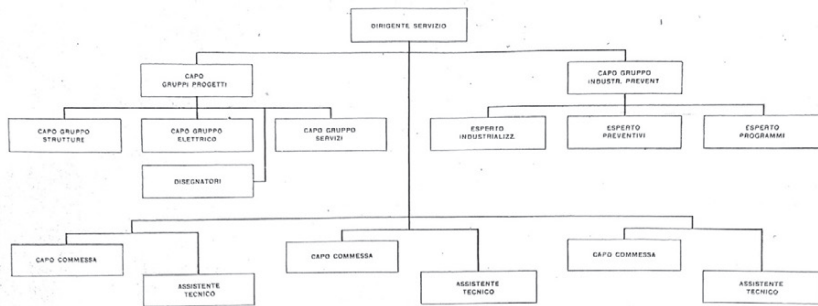 DIRIGENTE SERVIZIO
CAPO
GRUPPI PROGETTI
CAPO GRUPPO
INDUSTR. PREVENT
CAPO GRUPPO
STRUTTURE
CAPO GRUPPO
ELETTRICO
CAPO GRUPPO
SERVIZI
ESPERTO
INDUSTRIALIZZ.
ESPERTO
PREVENTIVI
ESPERTO
PROGRAMMI
DISEGNATORI
CAPO COMMESSA
ASSISTENTE
TECNICO
CAPO COMMESSA
ASSISTENTE
TECNICO
CAPO COMMESSA
ASSISTENTE
TECNICO